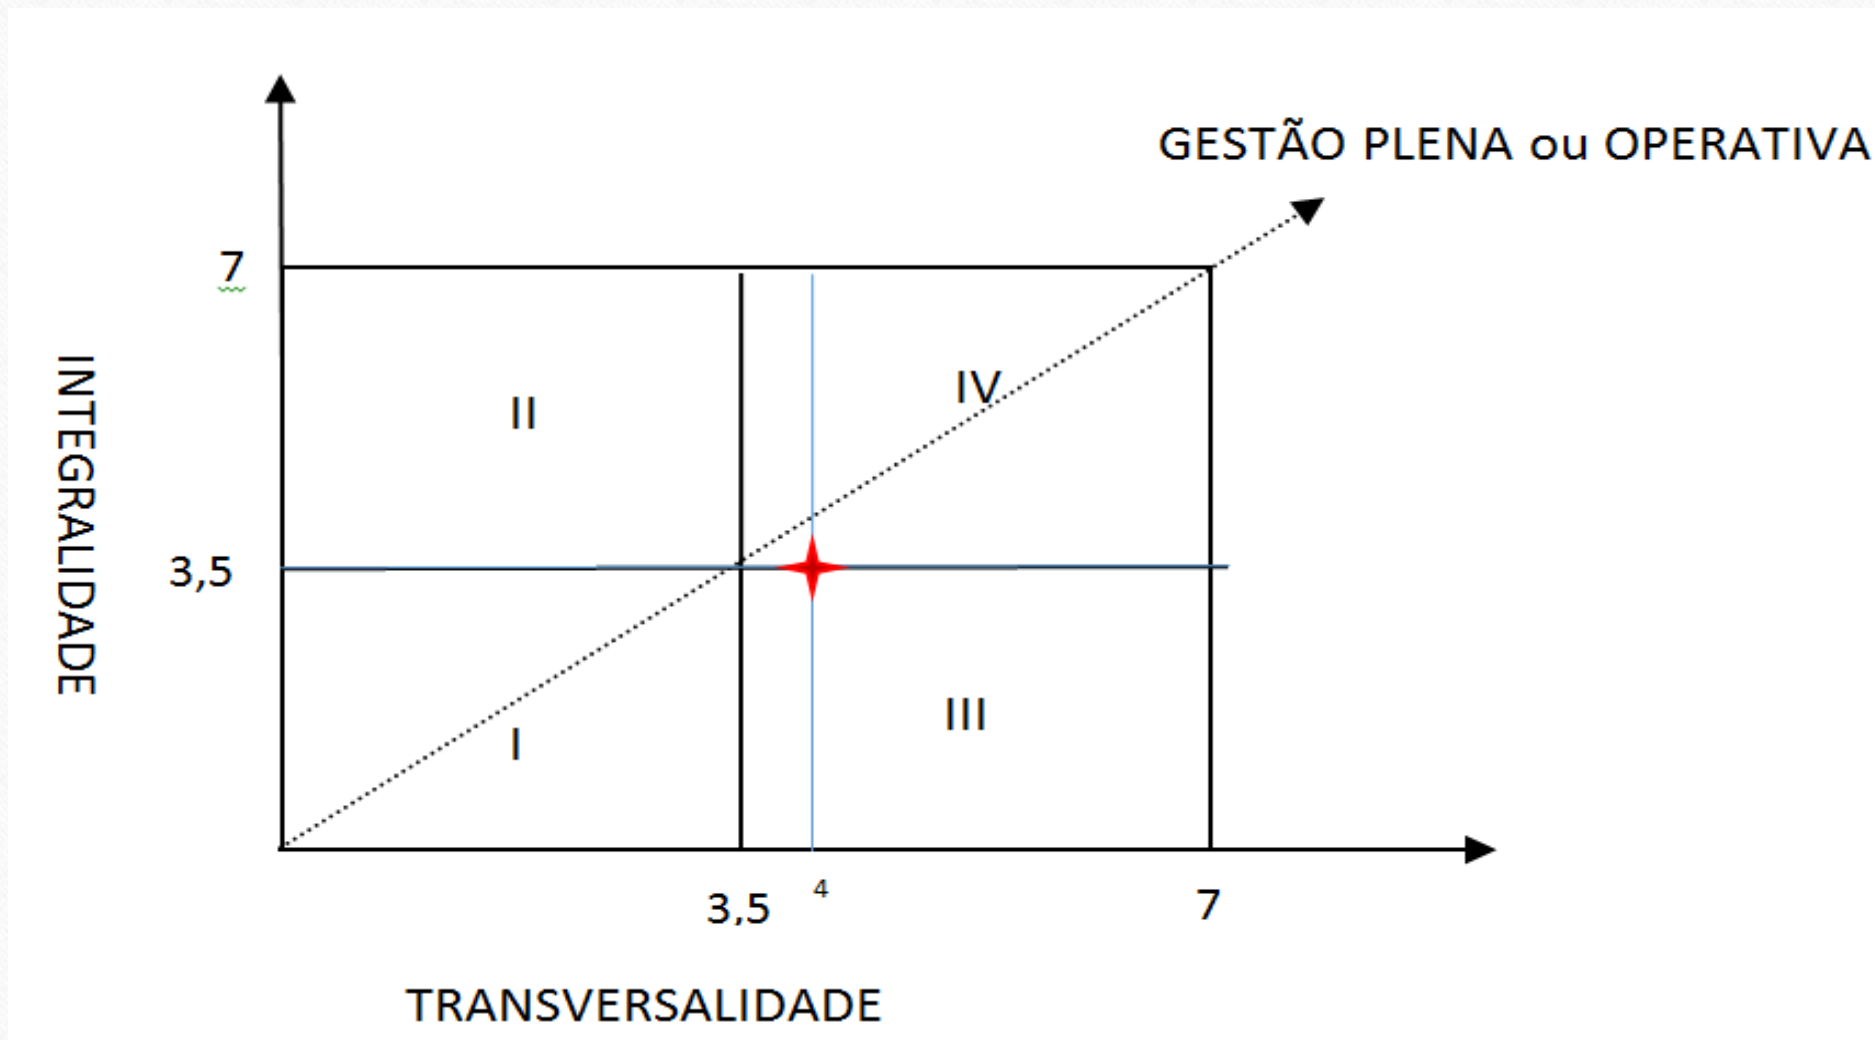 GESTÃO PLENA ou OPERATIVA
7
INTEGRALIDADE
II
IV
3,5
I
III
3,5
4
7
TRANSVERSALIDADE